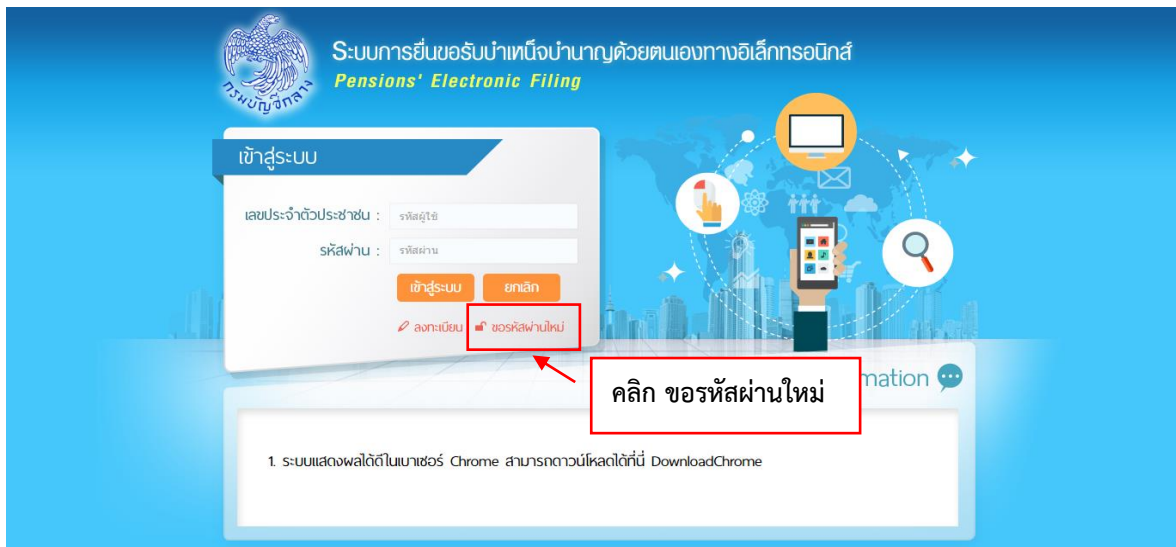 ระบบการยื่นขอรับบำเหน็จบำนาญด้วยตนเองทางอิเล็กทรอนิกส์
Pensions' Electronic Filing
กรมบัญชีกลาง
เข้าสู่ระบบ
เลขประจำตัวประชาชน : รหัสผู้ใช้
รหัสผ่าน : รหัสผ่าน
เข้าสู่ระบบ ยกเลิก
ลงทะเบียน ขอรหัสผ่านใหม่
mation
คลิก ขอรหัสผ่านใหม่
1. ระบบแสดงผลได้ดีในเบาเซอร์ Chrome สามารถดาวน์โหลดได้ที่นี่ DownloadChrome